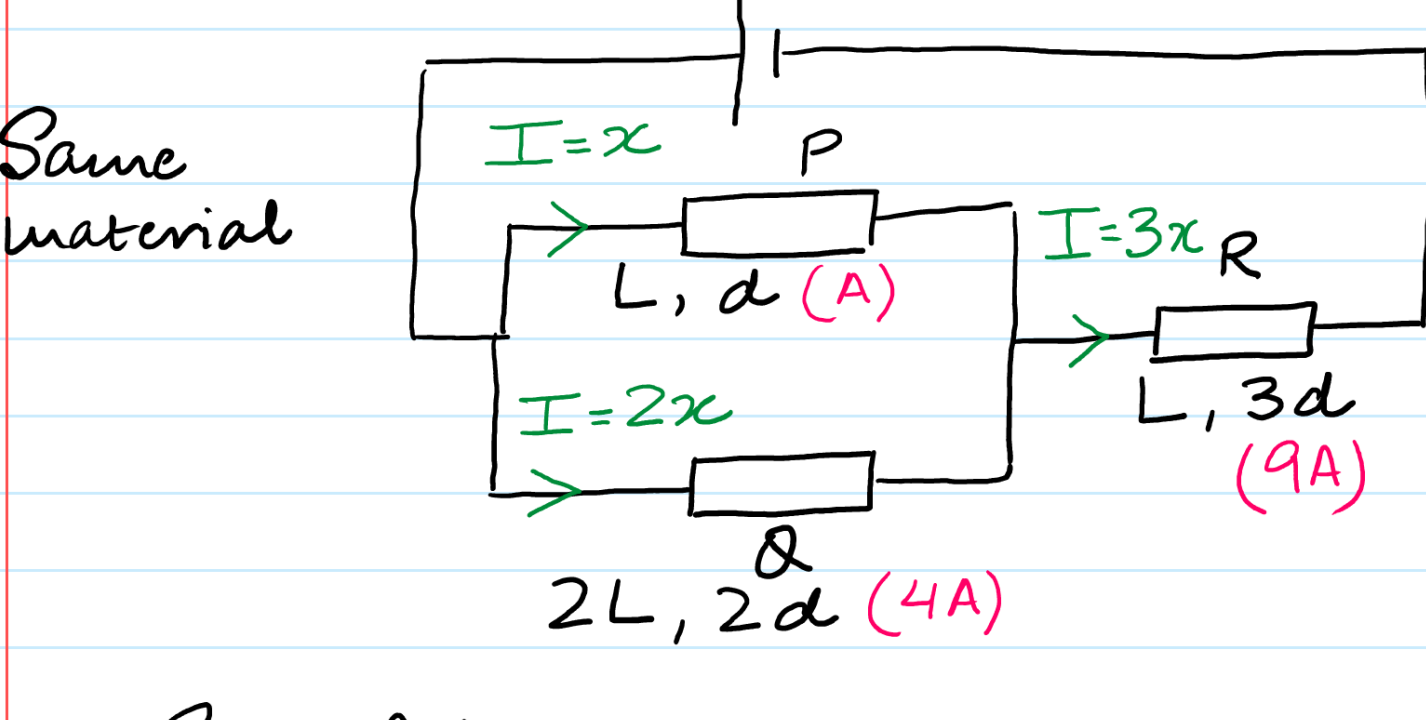 Same
material
I=x
P
L, d (A)
I=3x
R
L, 3d
(9A)
I=2x
Q
2L, 2d (4A)